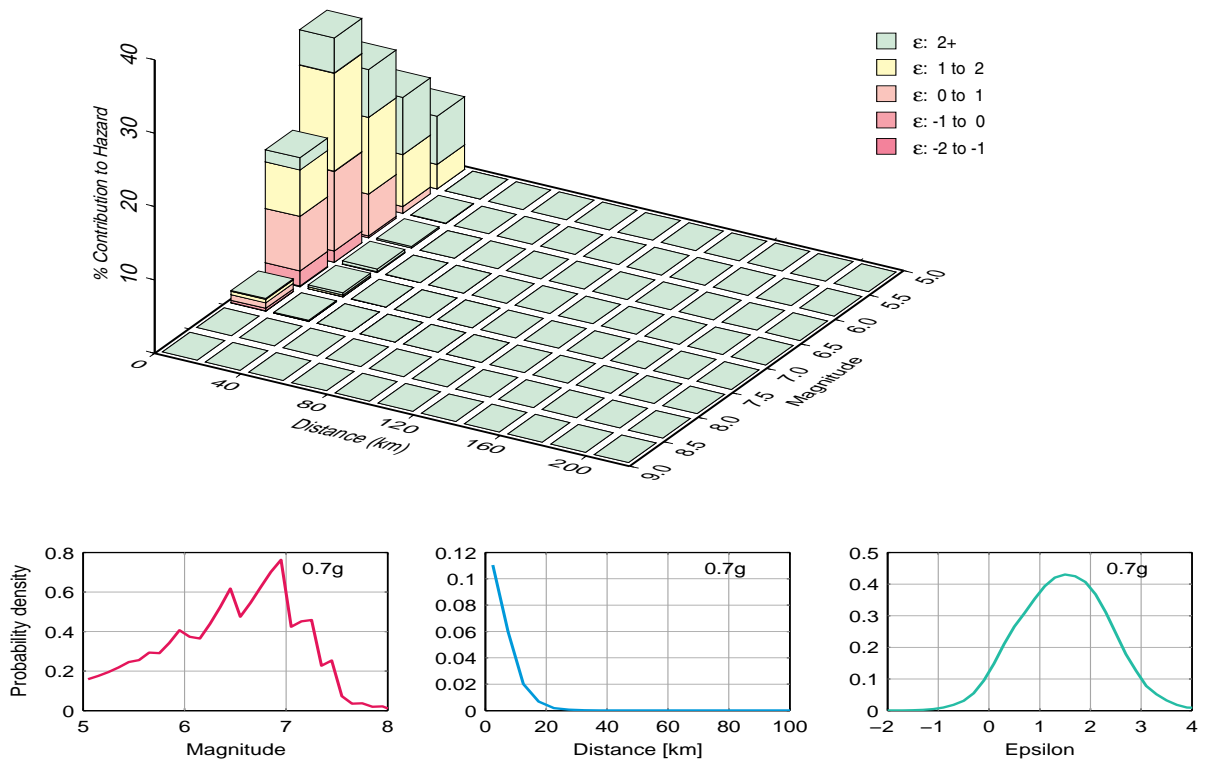 % Contribution to Hazard
40
30
20
10
ε: 2+
ε: 1 to 2
ε: 0 to 1
ε: -1 to 0
ε: -2 to -1
0
40
80
120
160
200
Distance (km)
5.0
5.5
6.0
6.5
7.0
7.5
8.0
8.5
9.0
Magnitude
Probability density
0.8
0.6
0.4
0.2
0
0.7g
5 6 7 8
Magnitude
0.12
0.1
0.08
0.06
0.04
0.02
0
0.7g
0 20 40 60 80 100
Distance [km]
0.5
0.4
0.3
0.2
0.1
0
0.7g
−2 −1 0 1 2 3 4
Epsilon